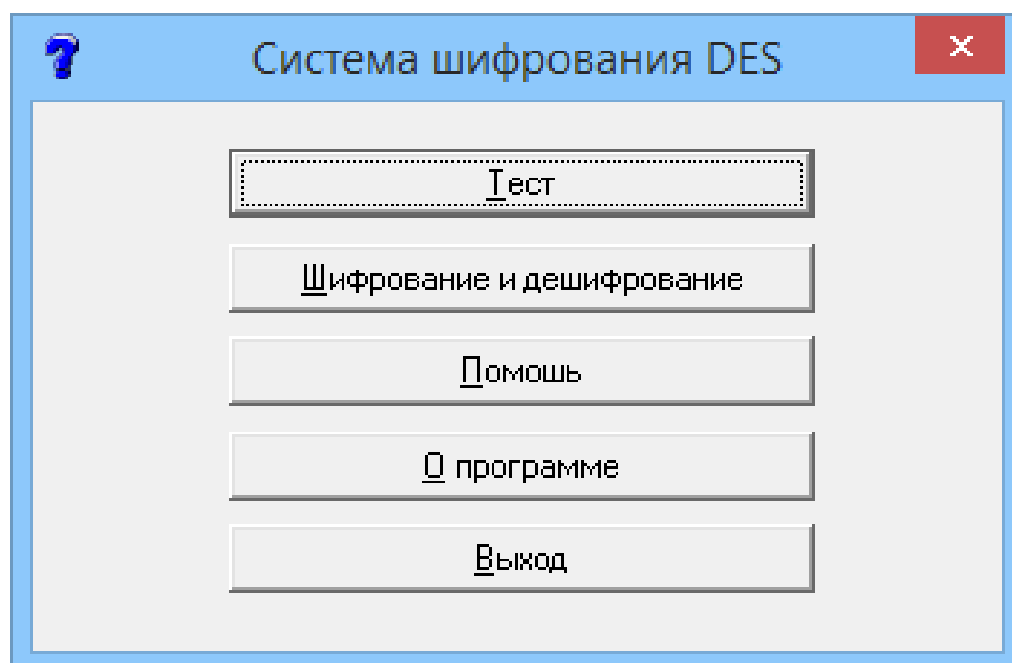 Система шифрования DES
Тест
Шифрование и дешифрование
Помошь
О программе
Выход